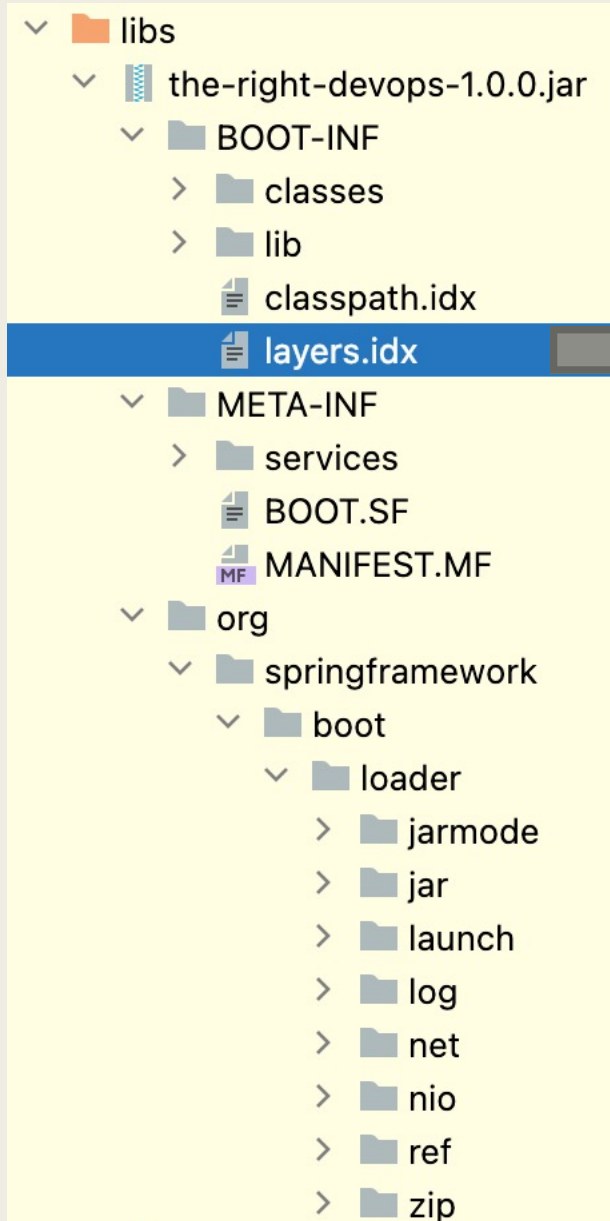 libs
the-right-devops-1.0.0.jar
BOOT-INF
classes
lib
classpath.idx
layers.idx
META-INF
services
BOOT.SF
MF MANIFEST.MF
org
springframework
boot
loader
jarmode
jar
launch
log
net
nio
ref
zip